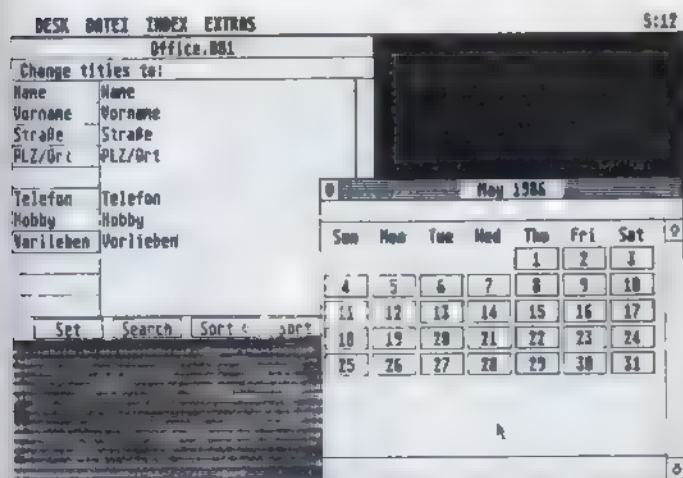 DESK DATEI INDEX EXTRAS 5:12
Office.DB1
Change titles to:
Name Name
Vorname Vorname
Straße Straße
PLZ/Ort PLZ/Ort
Telefon Telefon
Hobby Hobby
Vorlieben Vorlieben
Set Search Sort
May 1986
Sun Mon Tue Wed Thu Fri Sat
1 2 3
4 5 6 7 8 9 10
11 12 13 14 15 16 17
18 19 20 21 22 23 24
25 26 27 28 29 30 31